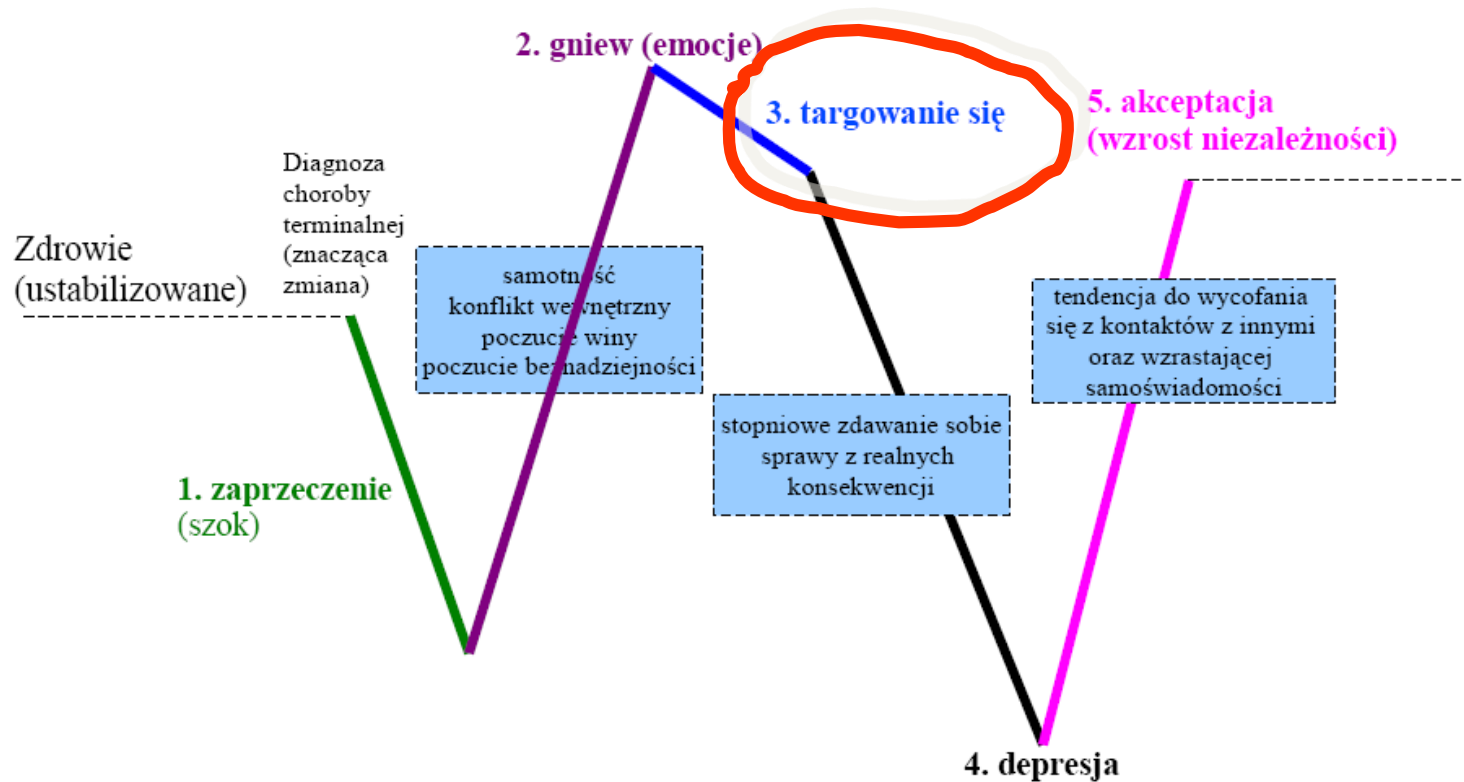 2. gniew (emocje)
3. targowanie się
5. akceptacja
(wzrost niezależności)
Diagnoza
choroby
terminalnej
(znacząca
zmiana)
Zdrowie
(ustabilizowane)
samotność
konflikt wewnętrzny
poczucie winy
poczucie beznadziejności
tendencja do wycofania
się z kontaktów z innymi
oraz wzrastającej
samoświadomości
stopniowe zdawanie sobie
sprawy z realnych
konsekwencji
1. zaprzeczenie
(szok)
4. depresja